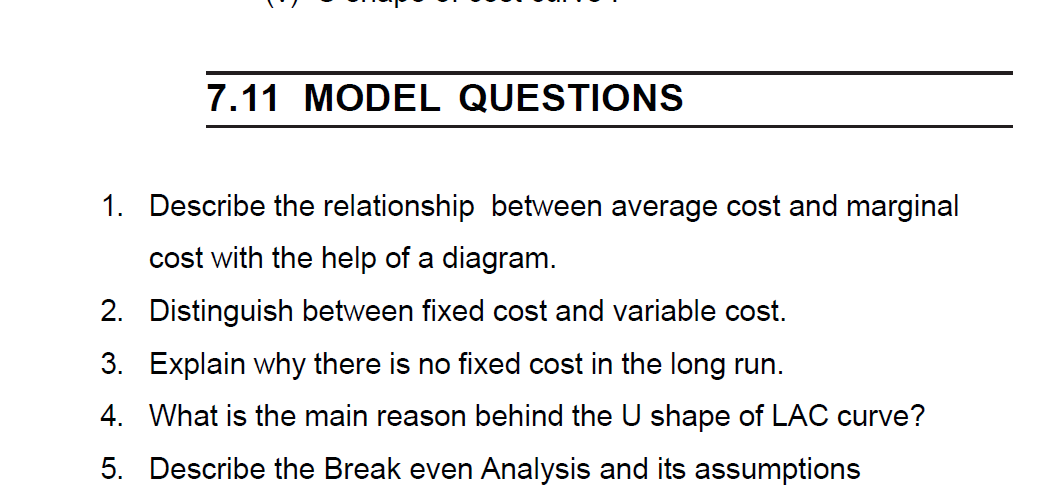 7.11 MODEL QUESTIONS
1. Describe the relationship between average cost and marginal
cost with the help of a diagram.
2. Distinguish between fixed cost and variable cost.
3. Explain why there is no fixed cost in the long run.
4. What is the main reason behind the U shape of LAC curve?
5. Describe the Break even Analysis and its assumptions